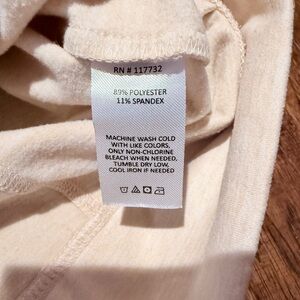 RN # 117732
89% POLYESTER
11% SPANDEX
MACHINE WASH COLD
WITH LIKE COLORS,
ONLY NON-CHLORINE
BLEACH WHEN NEEDED,
TUMBLE DRY LOW,
COOL IRON IF NEEDED